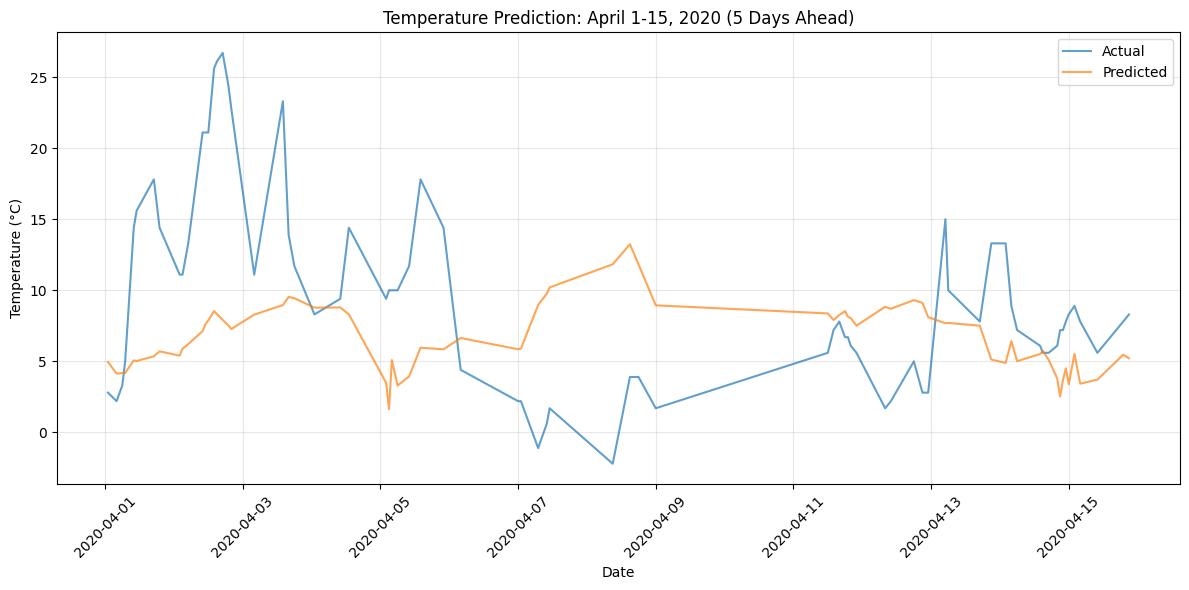 Temperature Prediction: April 1-15, 2020 (5 Days Ahead)
Actual
Predicted
Temperature (°C)
25
20
15
10
5
0
2020-04-01
2020-04-03
2020-04-05
2020-04-07
2020-04-09
2020-04-11
2020-04-13
2020-04-15
Date